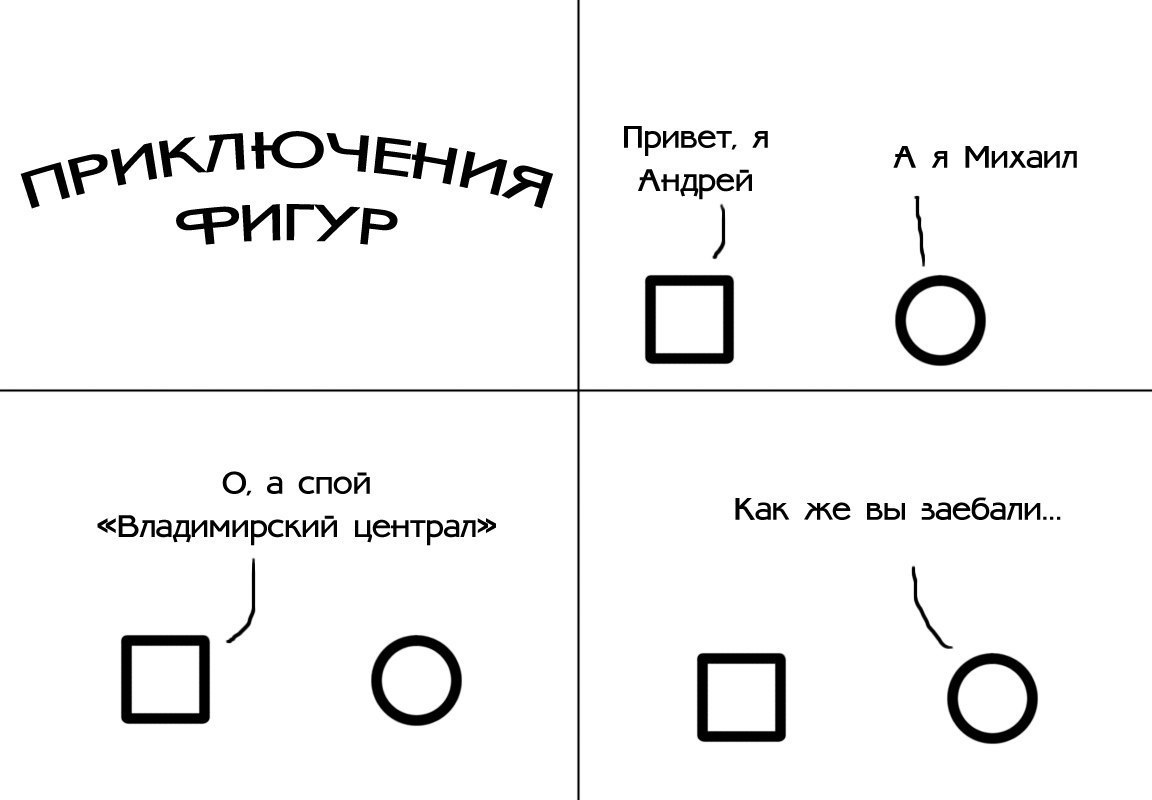 ПРИКЛЮЧЕНИЯ
ФИГУР
Привет, я
Андрей
А я Михаил
О, а спой
«Владимирский централ»
Как же вы заебали...